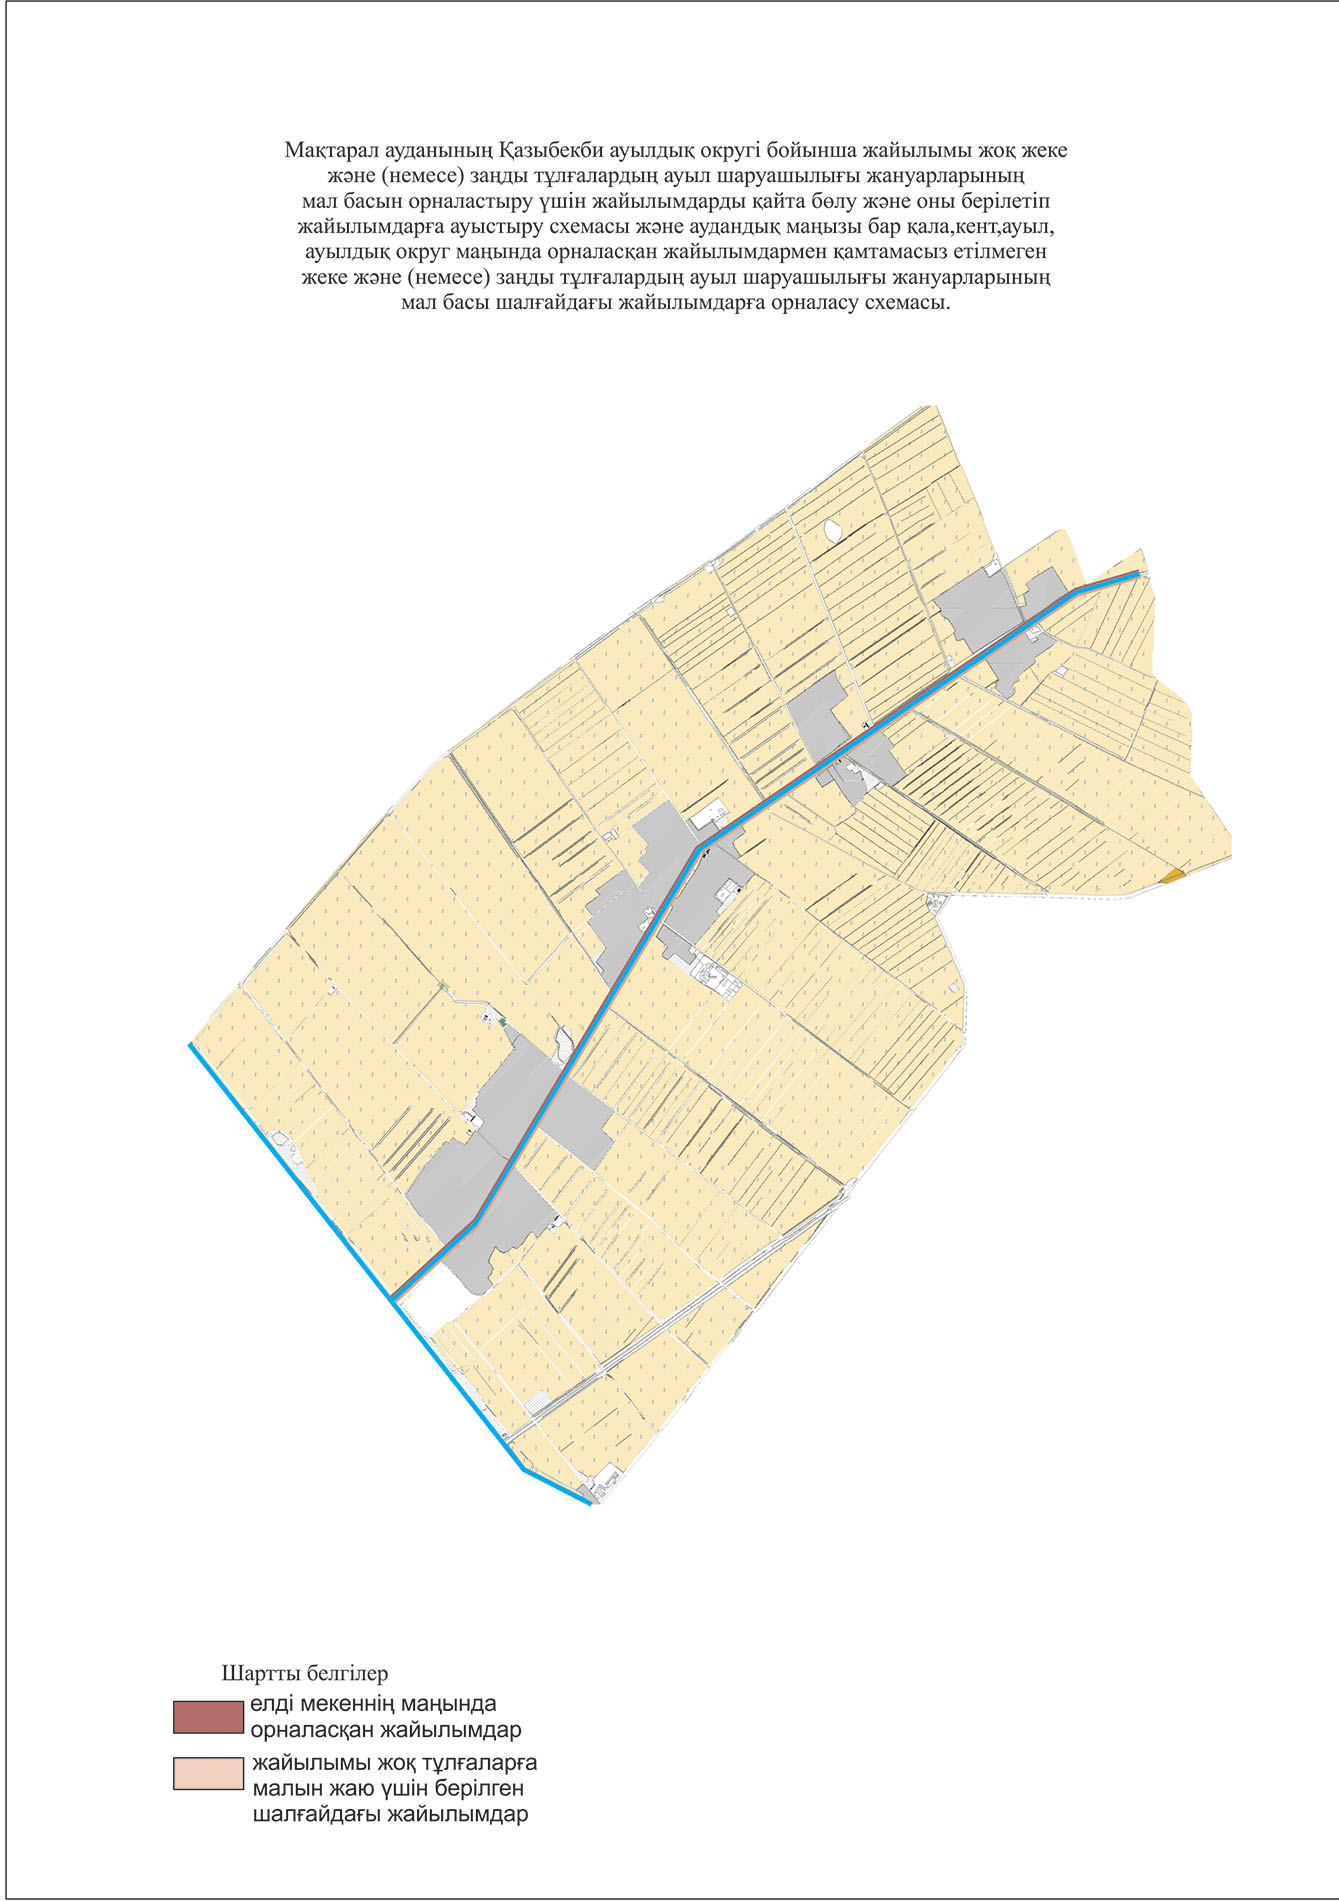 Мақтарал ауданының Қазыбекби ауылдық округі бойынша жайылымы жоқ жеке
және (немесе) заңды тұлғалардың ауыл шаруашылығы жануарларының
мал басын орналастыру үшін жайылымдарды қайта бөлу және оны берілетіп
жайылымдарға ауыстыру схемасы және аудандық маңызы бар қала,кент,ауыл,
ауылдық округ маңында орналасқан жайылымдармен қамтамасыз етілмеген
жеке және (немесе) заңды тұлғалардың ауыл шаруашылығы жануарларының
мал басы шалғайдағы жайылымдарға орналасу схемасы.
Шартты белгілер
елді мекеннің маңында
орналасқан жайылымдар
жайылымы жоқ тұлғаларға
малын жаю үшін берілген
шалғайдағы жайылымдар